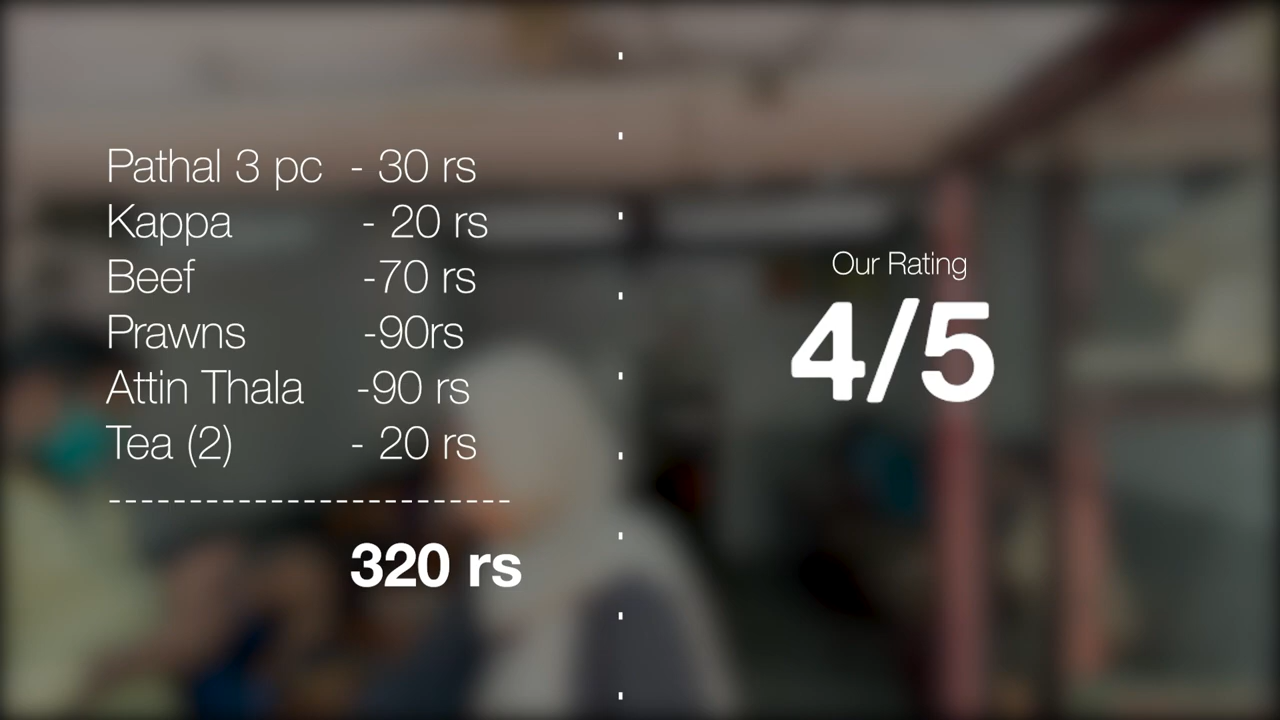 Pathal 3 pc - 30 rs
Kappa - 20 rs
Beef -70 rs
Prawns -90rs
Attin Thala -90 rs
Tea (2) - 20 rs
-------------------------
320 rs
Our Rating
4/5